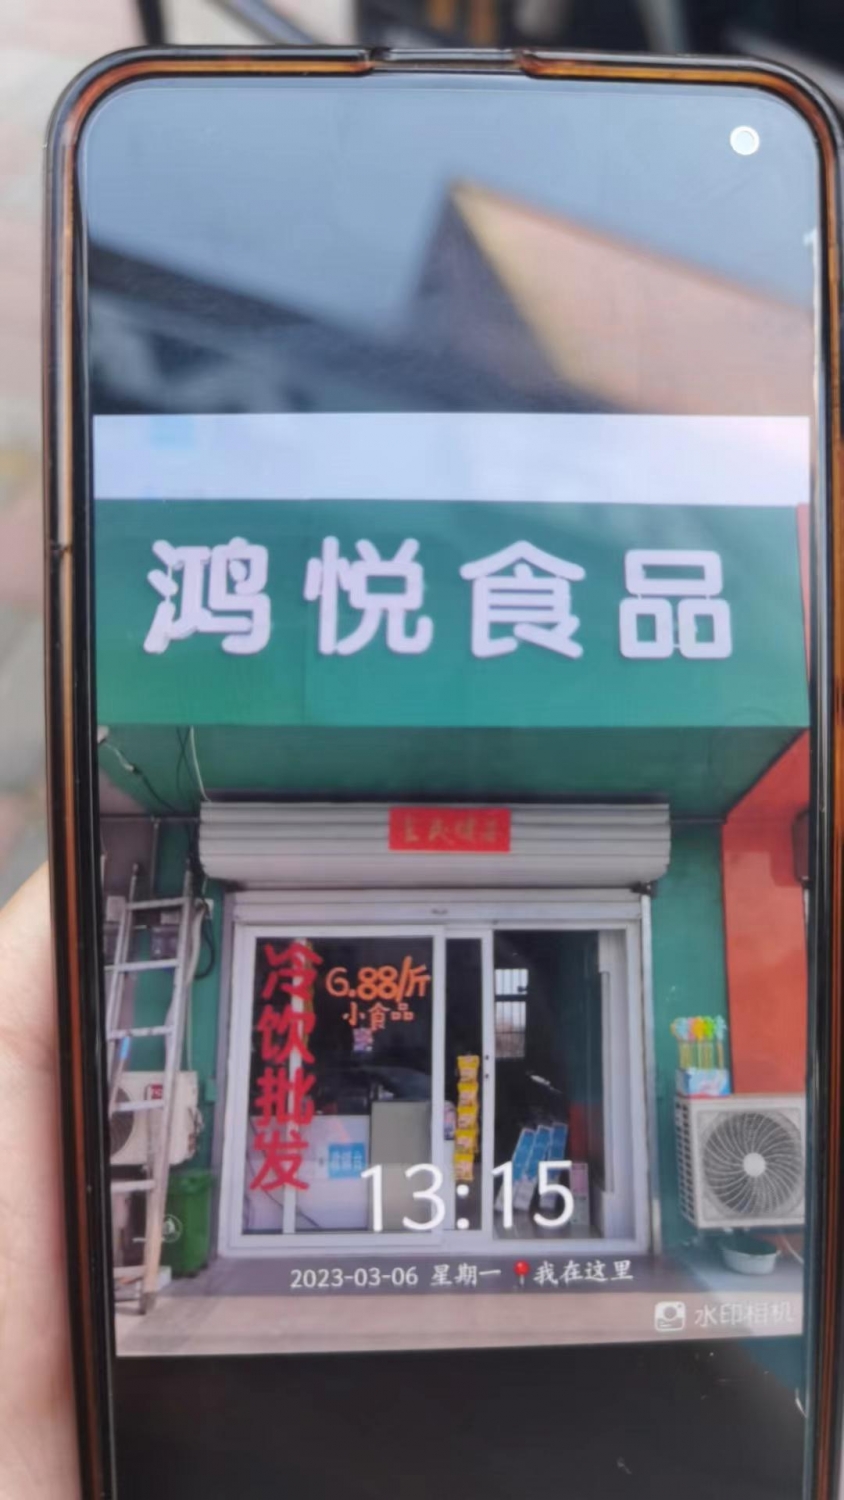 鸿悦食品
冷饮批发
6.88/斤
小食品
13:15
2023-03-06 星期一 📍我在这里
水印相机